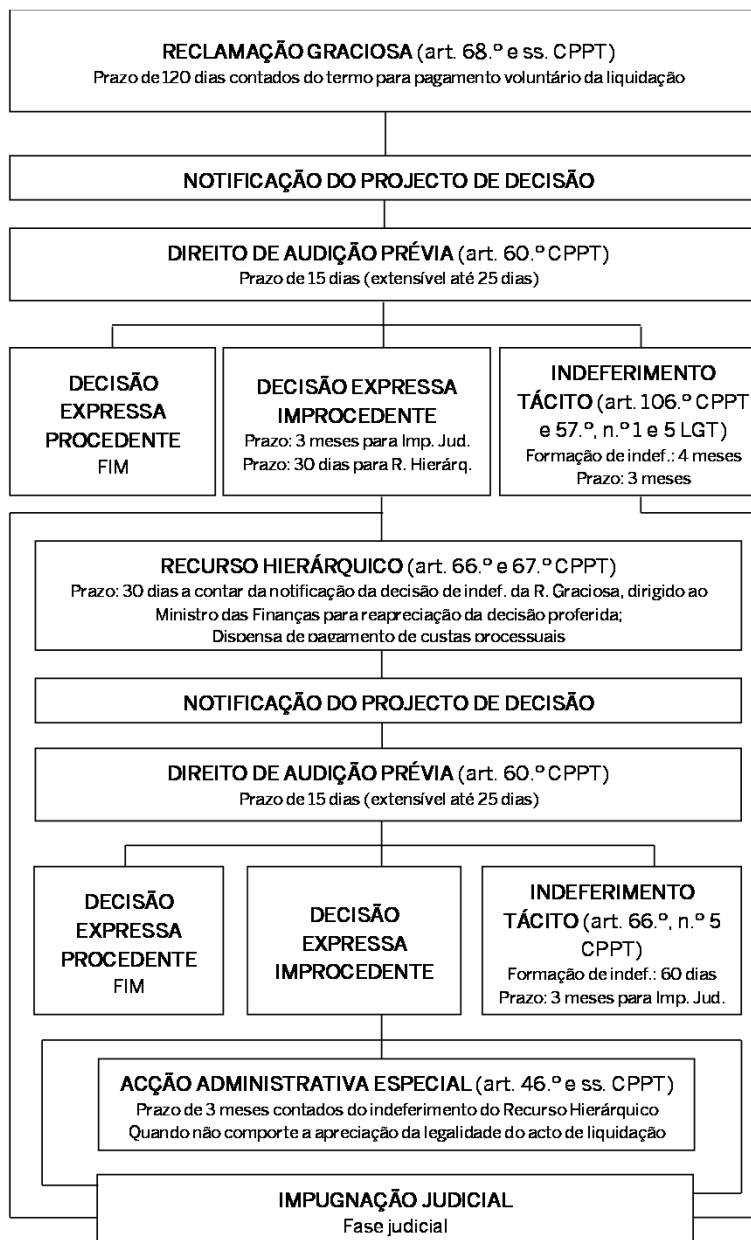 RECLAMAÇÃO GRACIOSA (art. 68.º e ss. CPPT)
Prazo de 120 dias contados do termo para pagamento voluntário da liquidação
NOTIFICAÇÃO DO PROJECTO DE DECISÃO
DIREITO DE AUDIÇÃO PRÉVIA (art. 60.º CPPT)
Prazo de 15 dias (extensível até 25 dias)
DECISÃO
EXPRESSA
PROCEDENTE
FIM
DECISÃO EXPRESSA
IMPROCEDENTE
Prazo: 3 meses para Imp. Jud.
Prazo: 30 dias para R. Hierárq.
INDEFERIMENTO
TÁCITO (art. 106.º CPPT
e 57.º, n.º 1 e 5 LGT)
Formação de indef.: 4 meses
Prazo: 3 meses
RECURSO HIERÁRQUICO (art. 66.º e 67.º CPPT)
Prazo: 30 dias a contar da notificação da decisão de indef. da R. Graciosa, dirigido ao
Ministro das Finanças para reapreciação da decisão proferida;
Dispensa de pagamento de custas processuais
NOTIFICAÇÃO DO PROJECTO DE DECISÃO
DIREITO DE AUDIÇÃO PRÉVIA (art. 60.º CPPT)
Prazo de 15 dias (extensível até 25 dias)
DECISÃO
EXPRESSA
PROCEDENTE
FIM
DECISÃO
EXPRESSA
IMPROCEDENTE
INDEFERIMENTO
TÁCITO (art. 66.º, n.º 5
CPPT)
Formação de indef.: 60 dias
Prazo: 3 meses para Imp. Jud.
ACÇÃO ADMINISTRATIVA ESPECIAL (art. 46.º e ss. CPPT)
Prazo de 3 meses contados do indeferimento do Recurso Hierárquico
Quando não comporte a apreciação da legalidade do acto de liquidação
IMPUGNAÇÃO JUDICIAL
Fase judicial